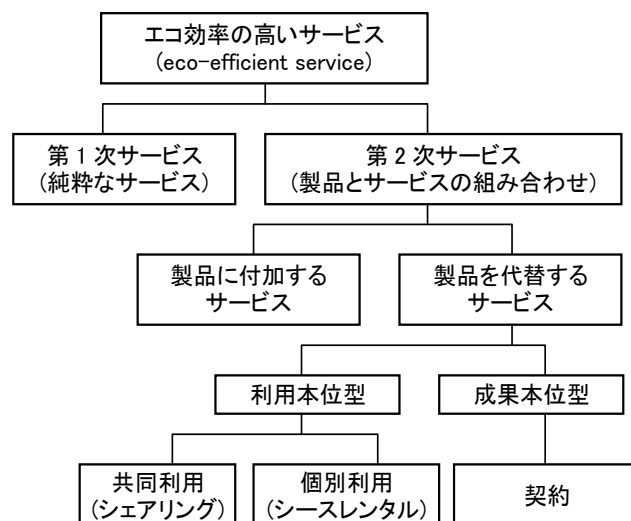 エコ効率の高いサービス
(eco-efficient service)
第1次サービス
(純粋なサービス)
第2次サービス
(製品とサービスの組み合わせ)
製品に付加する
サービス
製品を代替する
サービス
利用本位型
成果本位型
共同利用
(シェアリング)
個別利用
(シースレンタル)
契約